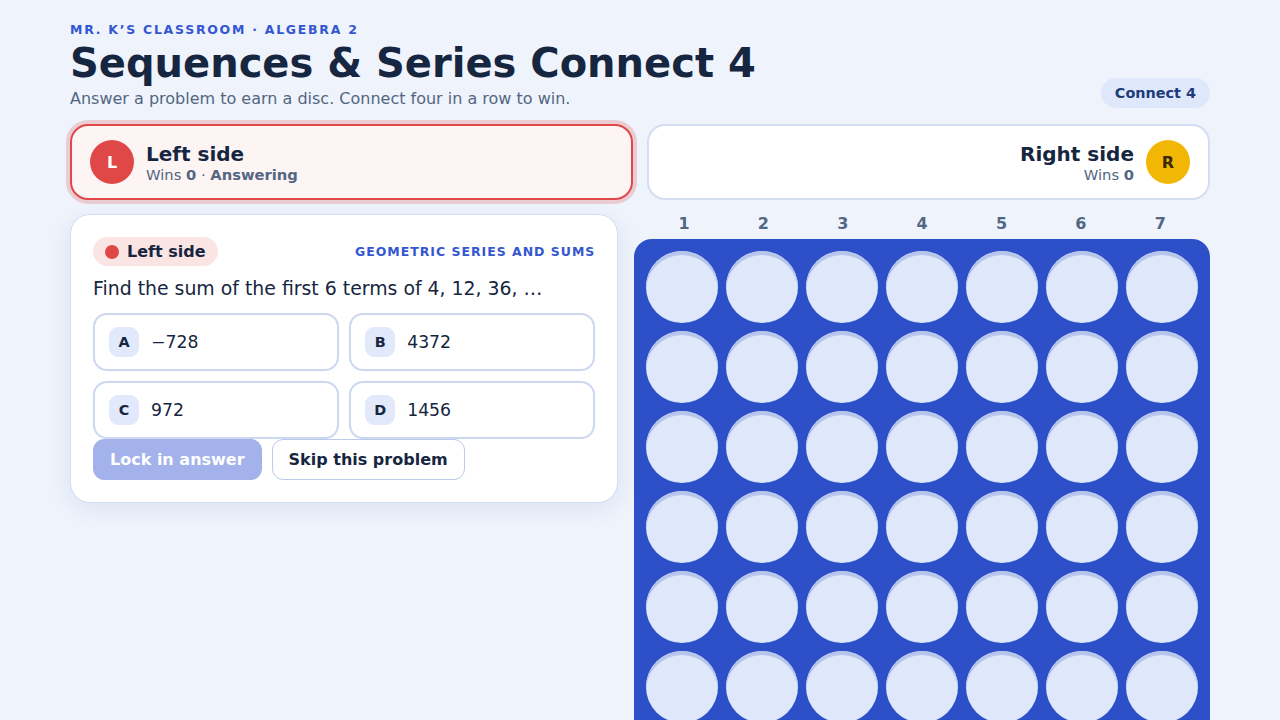 MR. K’S CLASSROOM · ALGEBRA 2
Sequences & Series Connect 4
Answer a problem to earn a disc. Connect four in a row to win.
Connect 4
L
Left side
Wins 0 · Answering
Right side
Wins 0
R
Left side
GEOMETRIC SERIES AND SUMS
Find the sum of the first 6 terms of 4, 12, 36, …
A −728
B 4372
C 972
D 1456
Lock in answer
Skip this problem
1 2 3 4 5 6 7